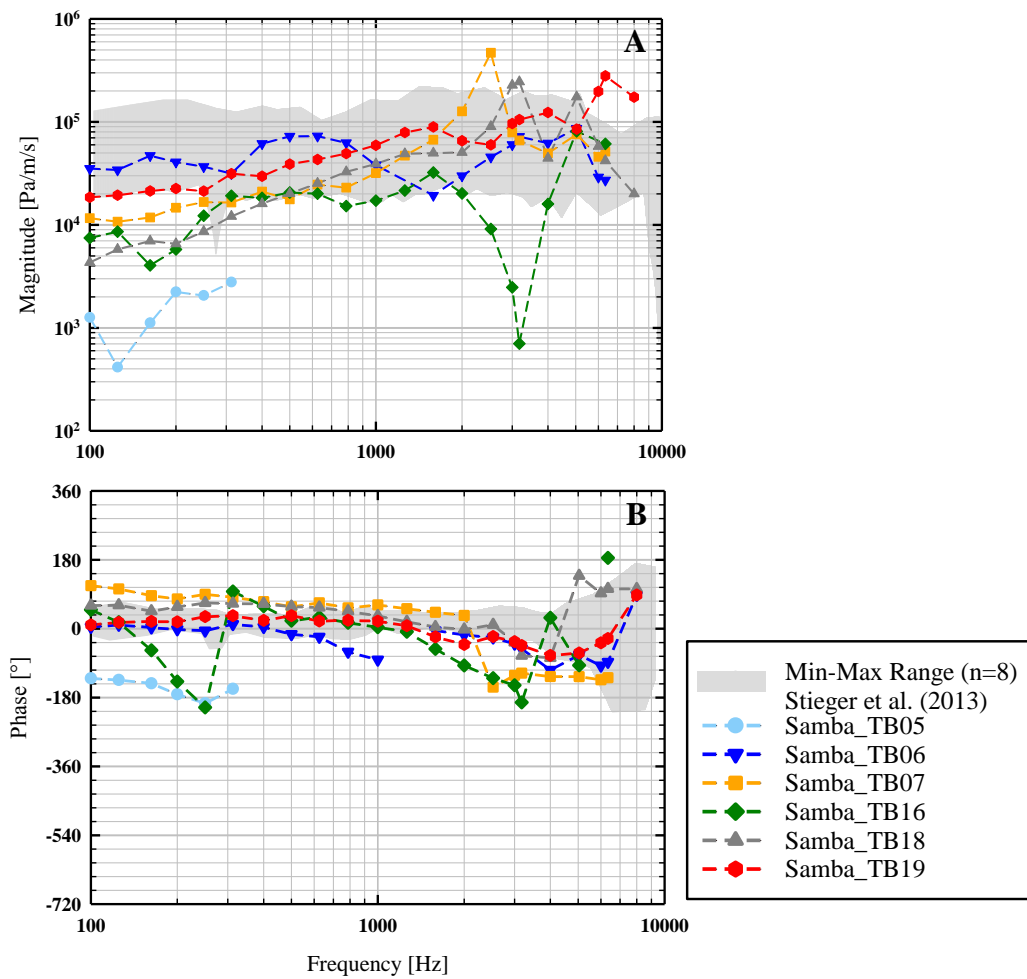 A
Magnitude [Pa/m/s]
10^6
10^5
10^4
10^3
10^2
100
1000
10000
B
Phase [°]
360
180
0
-180
-360
-540
-720
100
1000
10000
Frequency [Hz]
Min-Max Range (n=8)
Stieger et al. (2013)
Samba_TB05
Samba_TB06
Samba_TB07
Samba_TB16
Samba_TB18
Samba_TB19